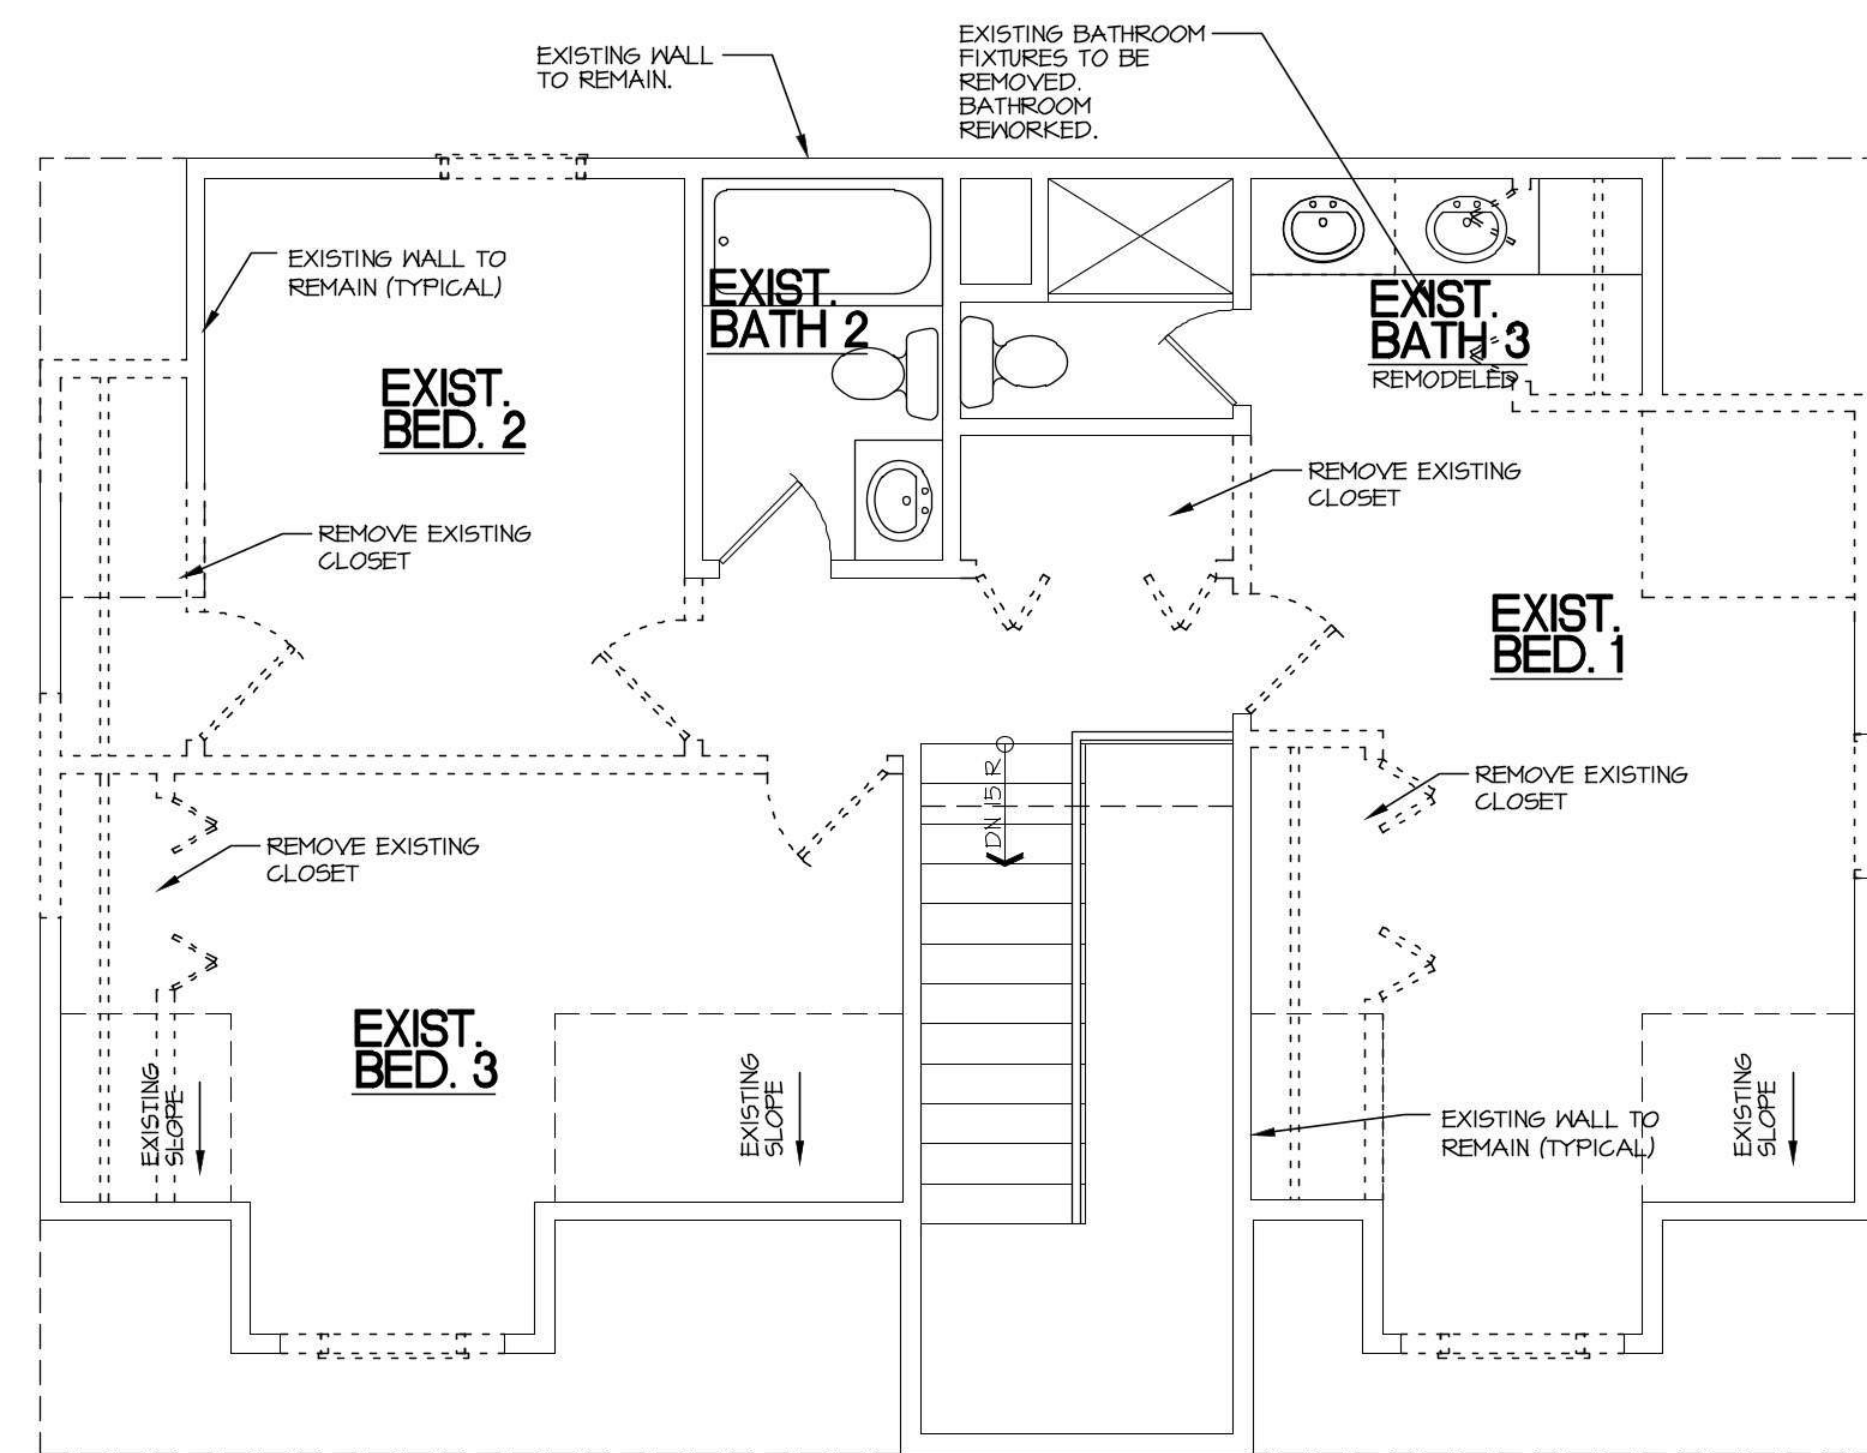 EXISTING WALL
TO REMAIN.
EXISTING BATHROOM
FIXTURES TO BE
REMOVED.
BATHROOM
REWORKED.
EXISTING WALL TO
REMAIN (TYPICAL)
EXIST.
BATH 2
EXIST.
BATH 3
REMODELED
EXIST.
BED. 2
REMOVE EXISTING
CLOSET
REMOVE EXISTING
CLOSET
EXIST.
BED. 1
DN 15 R
REMOVE EXISTING
CLOSET
REMOVE EXISTING
CLOSET
EXIST.
BED. 3
EXISTING
SLOPE
EXISTING
SLOPE
EXISTING WALL TO
REMAIN (TYPICAL)
EXISTING
SLOPE